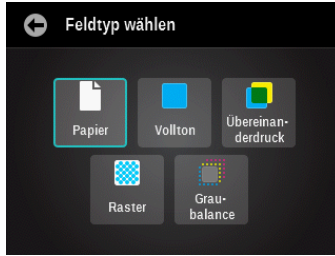 Feldtyp wählen
Papier
Vollton
Übereinan-
derdruck
Raster
Grau-
balance